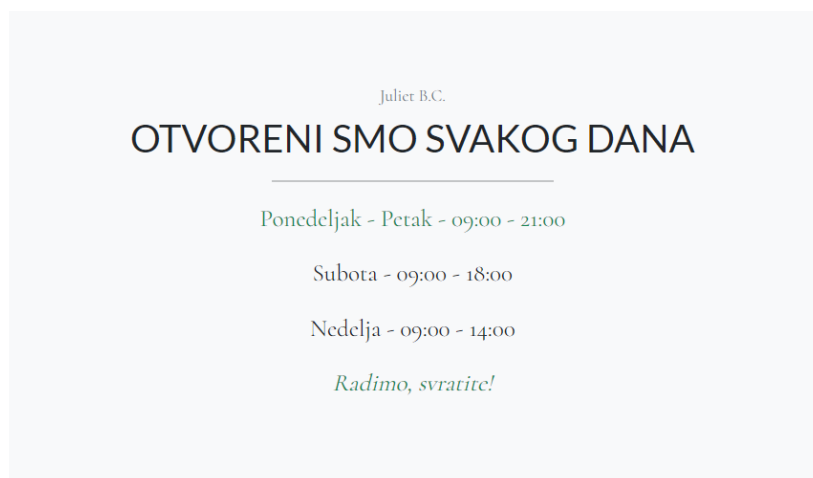 Juliet B.C.
OTVORENI SMO SVAKOG DANA
Ponedeljak - Petak - 09:00 - 21:00
Subota - 09:00 - 18:00
Nedelja - 09:00 - 14:00
Radimo, svratite!